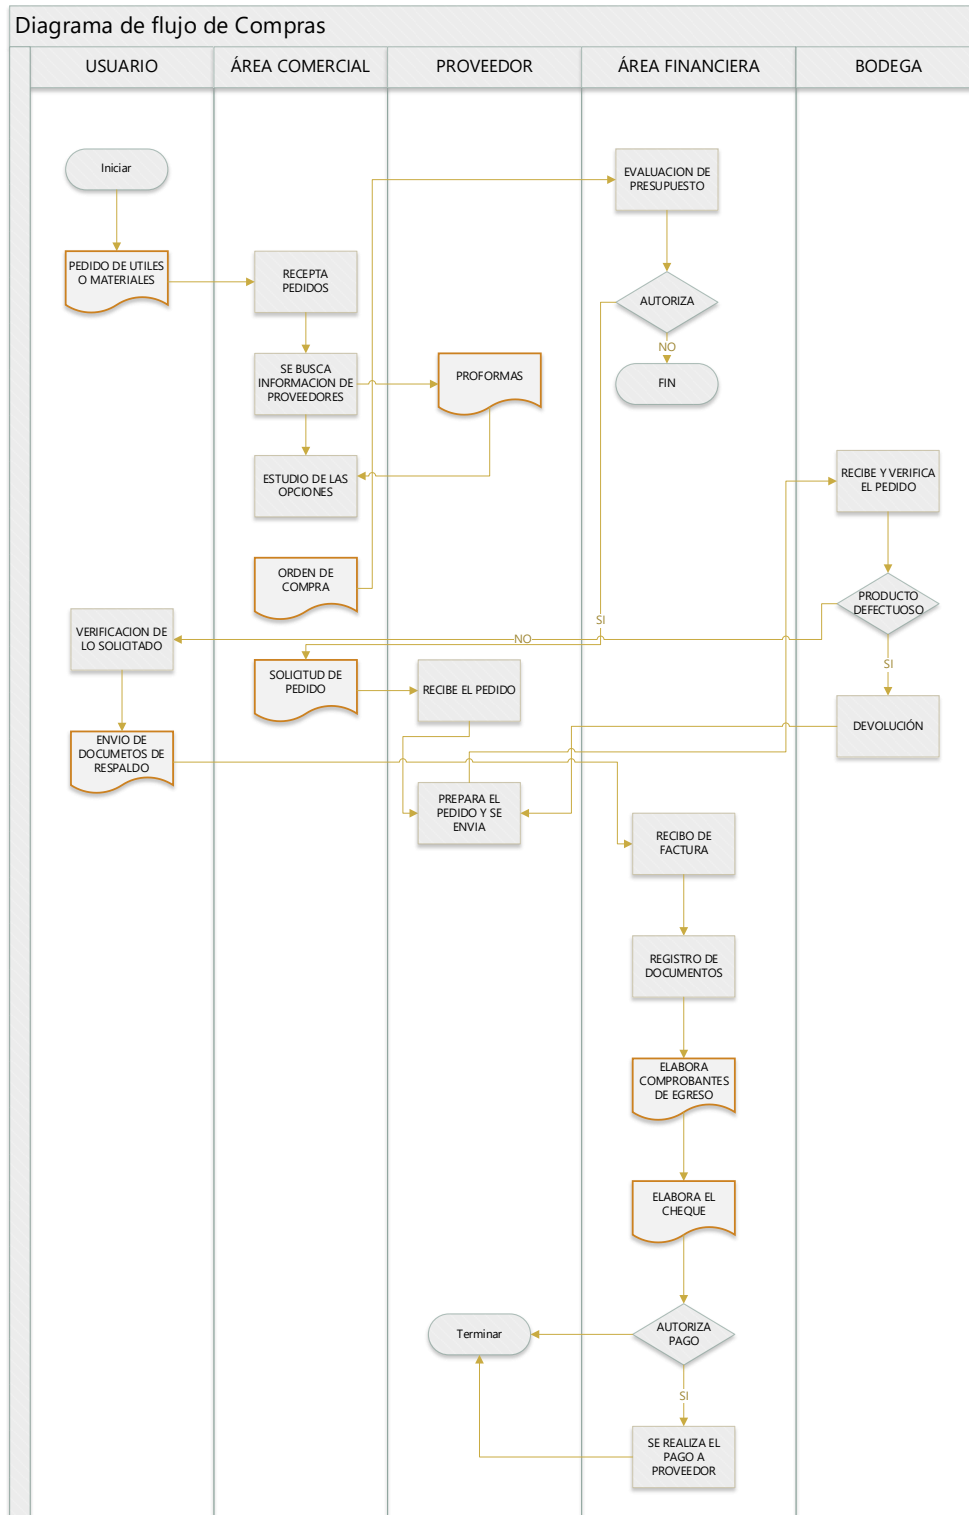 Diagrama de flujo de Compras
USUARIO
ÁREA COMERCIAL
PROVEEDOR
ÁREA FINANCIERA
BODEGA
Iniciar
EVALUACION DE
PRESUPUESTO
PEDIDO DE UTILES
O MATERIALES
RECEPTA
PEDIDOS
AUTORIZA
NO
SE BUSCA
INFORMACION DE
PROVEEDORES
PROFORMAS
FIN
ESTUDIO DE LAS
OPCIONES
RECIBE Y VERIFICA
EL PEDIDO
ORDEN DE
COMPRA
PRODUCTO
DEFECTUOSO
SI
VERIFICACION DE
LO SOLICITADO
NO
SI
SOLICITUD DE
PEDIDO
RECIBE EL PEDIDO
DEVOLUCIÓN
ENVIO DE
DOCUMETOS DE
RESPALDO
PREPARA EL
PEDIDO Y SE
ENVIA
RECIBO DE
FACTURA
REGISTRO DE
DOCUMENTOS
ELABORA
COMPROBANTES
DE EGRESO
ELABORA EL
CHEQUE
Terminar
AUTORIZA
PAGO
SI
SE REALIZA EL
PAGO A
PROVEEDOR